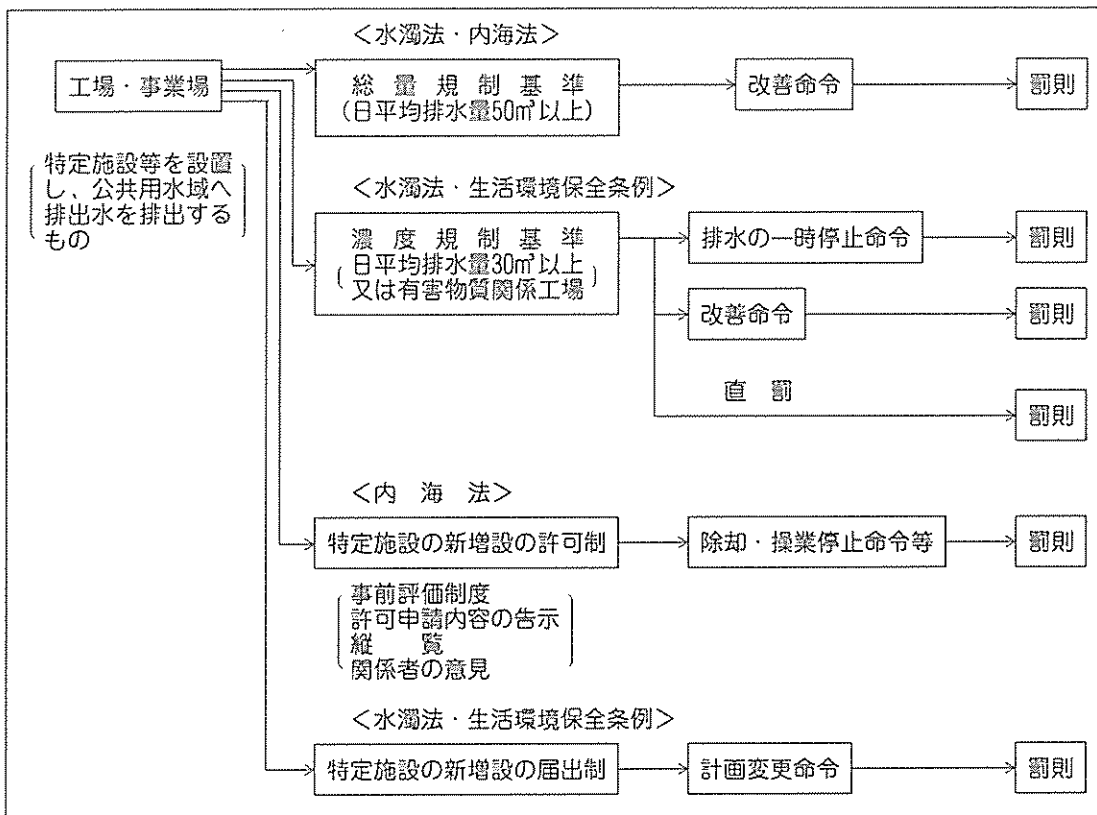 ＜水濁法・内海法＞
工場・事業場
総量規制基準
（日平均排水量50㎥以上）
改善命令
罰則
特定施設等を設置
し、公共用水域へ
排出水を排出する
もの
＜水濁法・生活環境保全条例＞
濃度規制基準
日平均排水量30㎥以上
又は有害物質関係工場
排水の一時停止命令
罰則
改善命令
罰則
直罰
罰則
＜内海法＞
特定施設の新増設の許可制
除却・操業停止命令等
罰則
事前評価制度
許可申請内容の告示
縦覧
関係者の意見
＜水濁法・生活環境保全条例＞
特定施設の新増設の届出制
計画変更命令
罰則